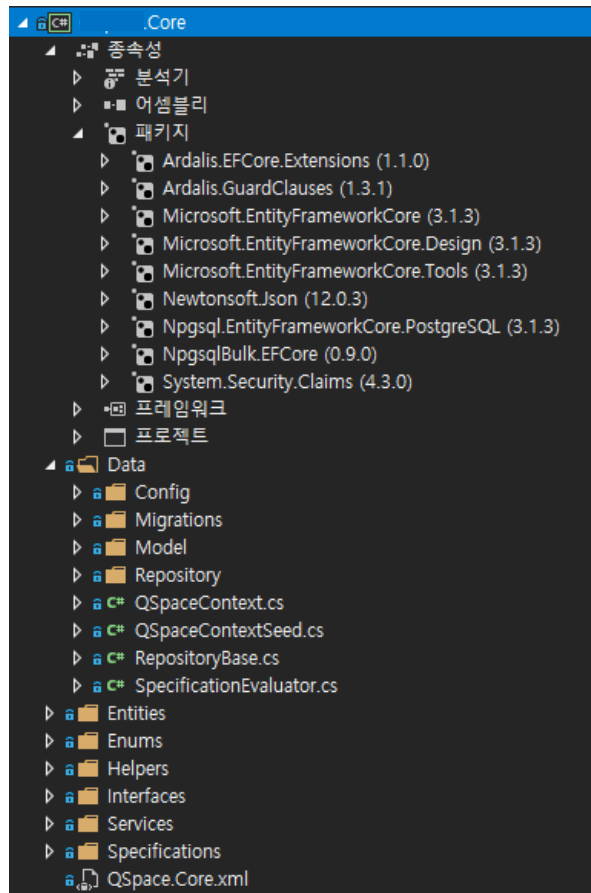 C# .Core
종속성
분석기
어셈블리
패키지
Ardalis.EFCore.Extensions (1.1.0)
Ardalis.GuardClauses (1.3.1)
Microsoft.EntityFrameworkCore (3.1.3)
Microsoft.EntityFrameworkCore.Design (3.1.3)
Microsoft.EntityFrameworkCore.Tools (3.1.3)
Newtonsoft.Json (12.0.3)
Npgsql.EntityFrameworkCore.PostgreSQL (3.1.3)
NpgsqlBulk.EFCore (0.9.0)
System.Security.Claims (4.3.0)
프레임워크
프로젝트
Data
Config
Migrations
Model
Repository
C# QSpaceContext.cs
C# QSpaceContextSeed.cs
C# RepositoryBase.cs
C# SpecificationEvaluator.cs
Entities
Enums
Helpers
Interfaces
Services
Specifications
QSpace.Core.xml